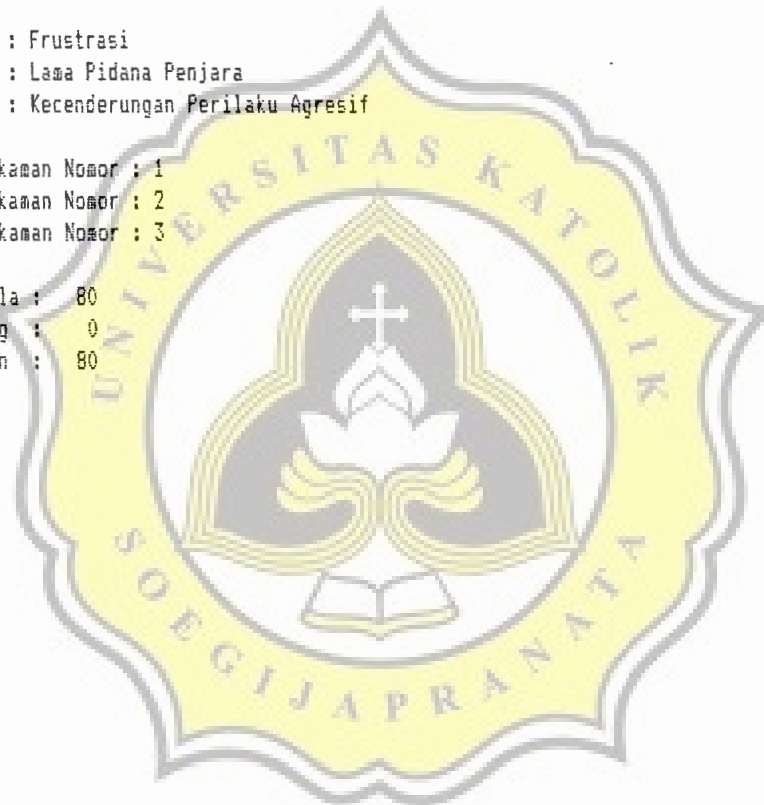 : Frustrasi
: Lama Pidana Penjara
: Kecenderungan Perilaku Agresif
kaman Nomor : 1
kaman Nomor : 2
kaman Nomor : 3
la : 80
g : 0
n : 80
UNIVERSITAS KATOLIK
SOEGIJAPRANATA